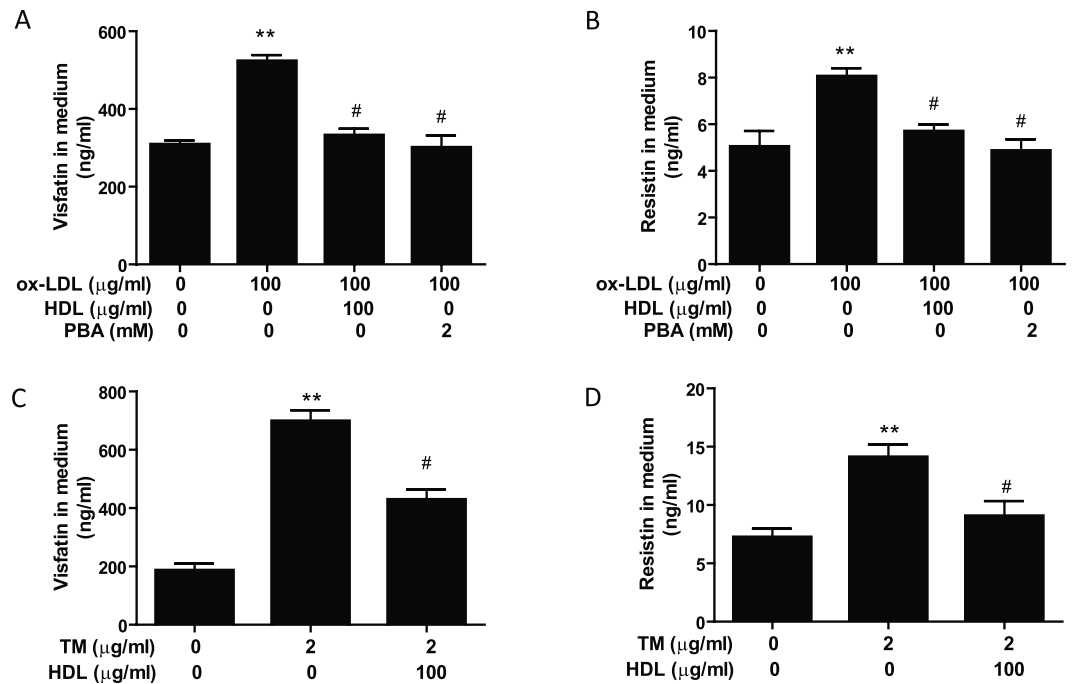 A
Visfatin in medium
(ng/ml)
600
400
200
0
**
#
#
ox-LDL (μg/ml) 0 100 100 100
HDL (μg/ml) 0 0 100 0
PBA (mM) 0 0 0 2
B
Resistin in medium
(ng/ml)
10
8
6
4
2
0
**
#
#
ox-LDL (μg/ml) 0 100 100 100
HDL (μg/ml) 0 0 100 0
PBA (mM) 0 0 0 2
C
Visfatin in medium
(ng/ml)
800
600
400
200
0
**
#
TM (μg/ml) 0 2 2
HDL (μg/ml) 0 0 100
D
Resistin in medium
(ng/ml)
20
15
10
5
0
**
#
TM (μg/ml) 0 2 2
HDL (μg/ml) 0 0 100